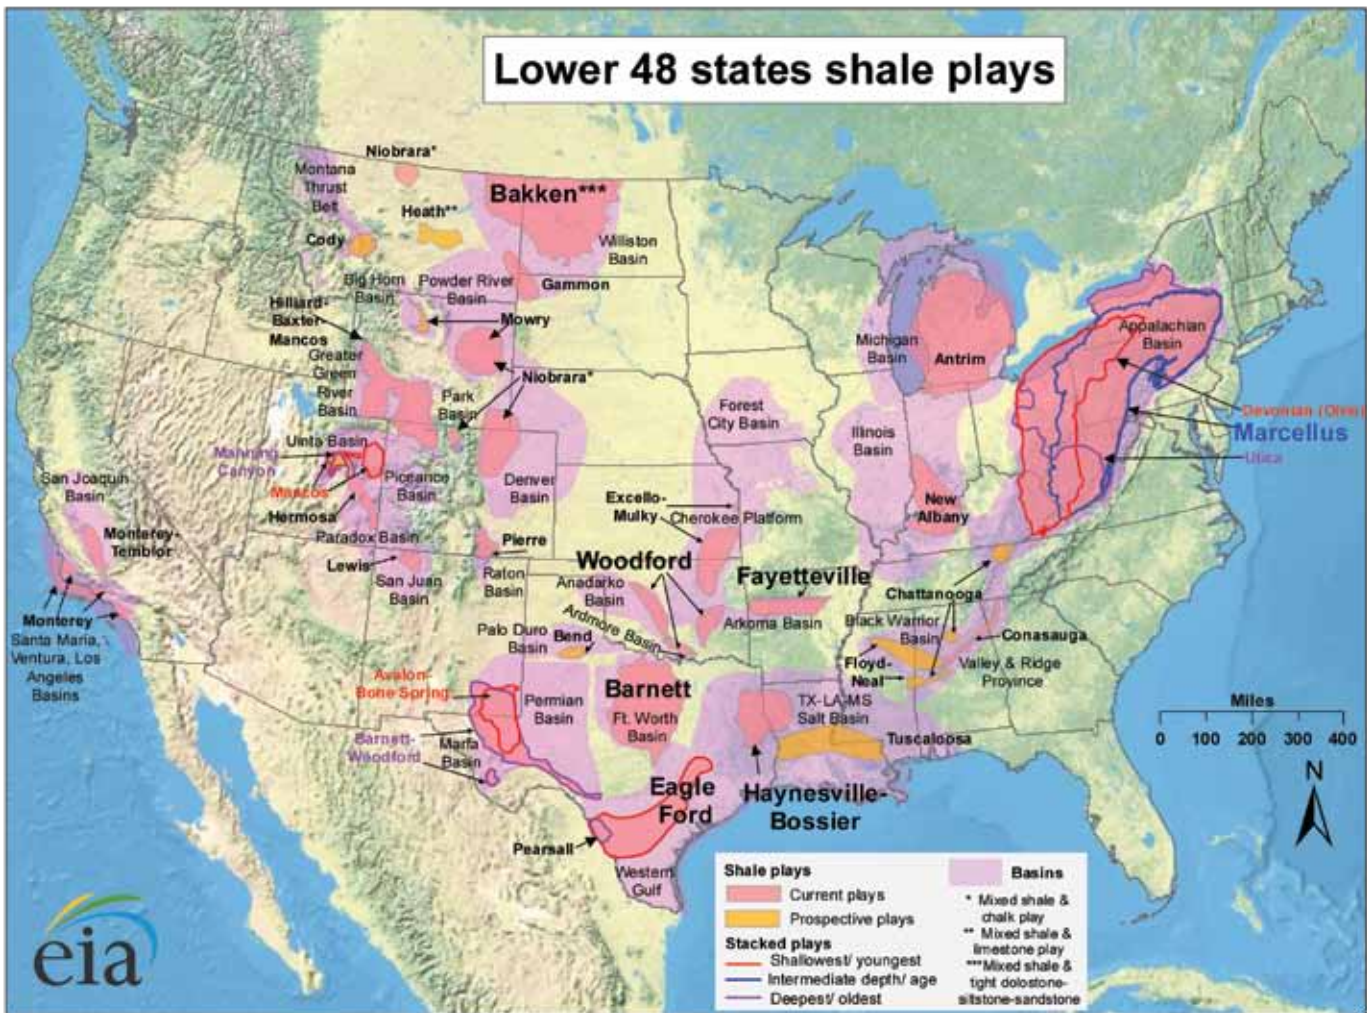 Lower 48 states shale plays
Niobrara*
Montana
Thrust
Belt
Bakken***
Heath**
Cody
Williston
Basin
Big Horn
Basin
Powder River
Basin
Gammon
Hilliard-
Baxter-
Mancos
Mowry
Greater
Green
River
Basin
Niobrara*
Park
Basin
Michigan
Basin
Antrim
Appalachian
Basin
Forest
City Basin
Illinois
Basin
Devonian (Ohio)
Marcellus
Utica
Uinta Basin
Manning
Canyon
Mancos
Piceance
Basin
Denver
Basin
San Joaquin
Basin
Hermosa
Excello-
Mulky
Cherokee Platform
New
Albany
Monterey-
Temblor
Paradox Basin
Pierre
Lewis
San Juan
Basin
Raton
Basin
Woodford
Anadarko
Basin
Fayetteville
Chattanooga
Ardmore Basin
Arkoma Basin
Black Warrior
Basin
Conasauga
Monterey
Santa Maria,
Ventura, Los
Angeles
Basins
Palo Duro
Basin
Bend
Floyd-
Neal
Valley & Ridge
Province
Avalon-
Bone Spring
Permian
Basin
Barnett
Ft. Worth
Basin
TX-LA-MS
Salt Basin
Tuscaloosa
Barnett-
Woodford
Marfa
Basin
Eagle
Ford
Haynesville-
Bossier
Pearsall
Western
Gulf
Miles
0 100 200 300 400
N
Shale plays
Current plays
Prospective plays
Stacked plays
Shallowest/ youngest
Intermediate depth/ age
Deepest/ oldest
Basins
* Mixed shale &
chalk play
** Mixed shale &
limestone play
***Mixed shale &
tight dolostone-
siltstone-sandstone
eia